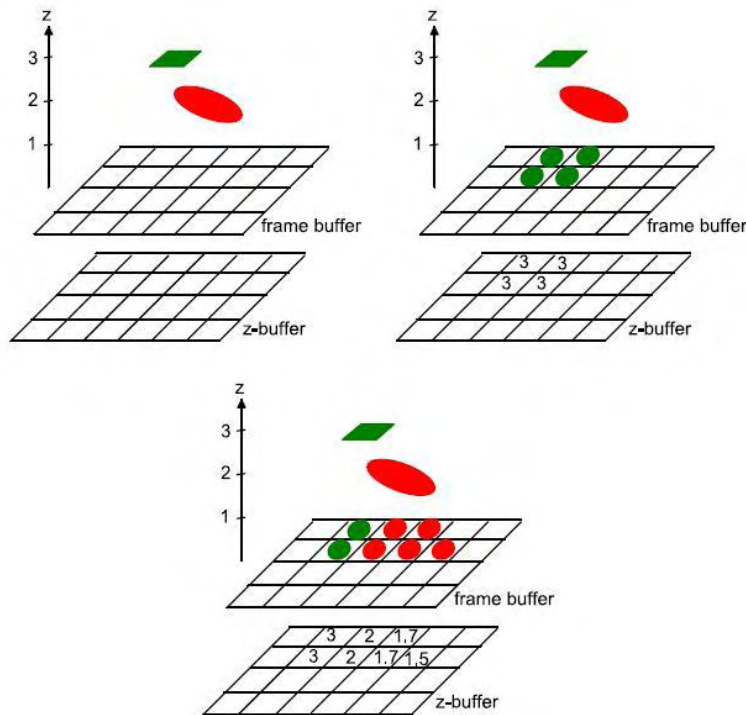 z
3
2
1
frame buffer
z-buffer
z
3
2
1
frame buffer
3 3
3 3
z-buffer
z
3
2
1
frame buffer
3 2 1,7
3 2 1.7 1,5
z-buffer